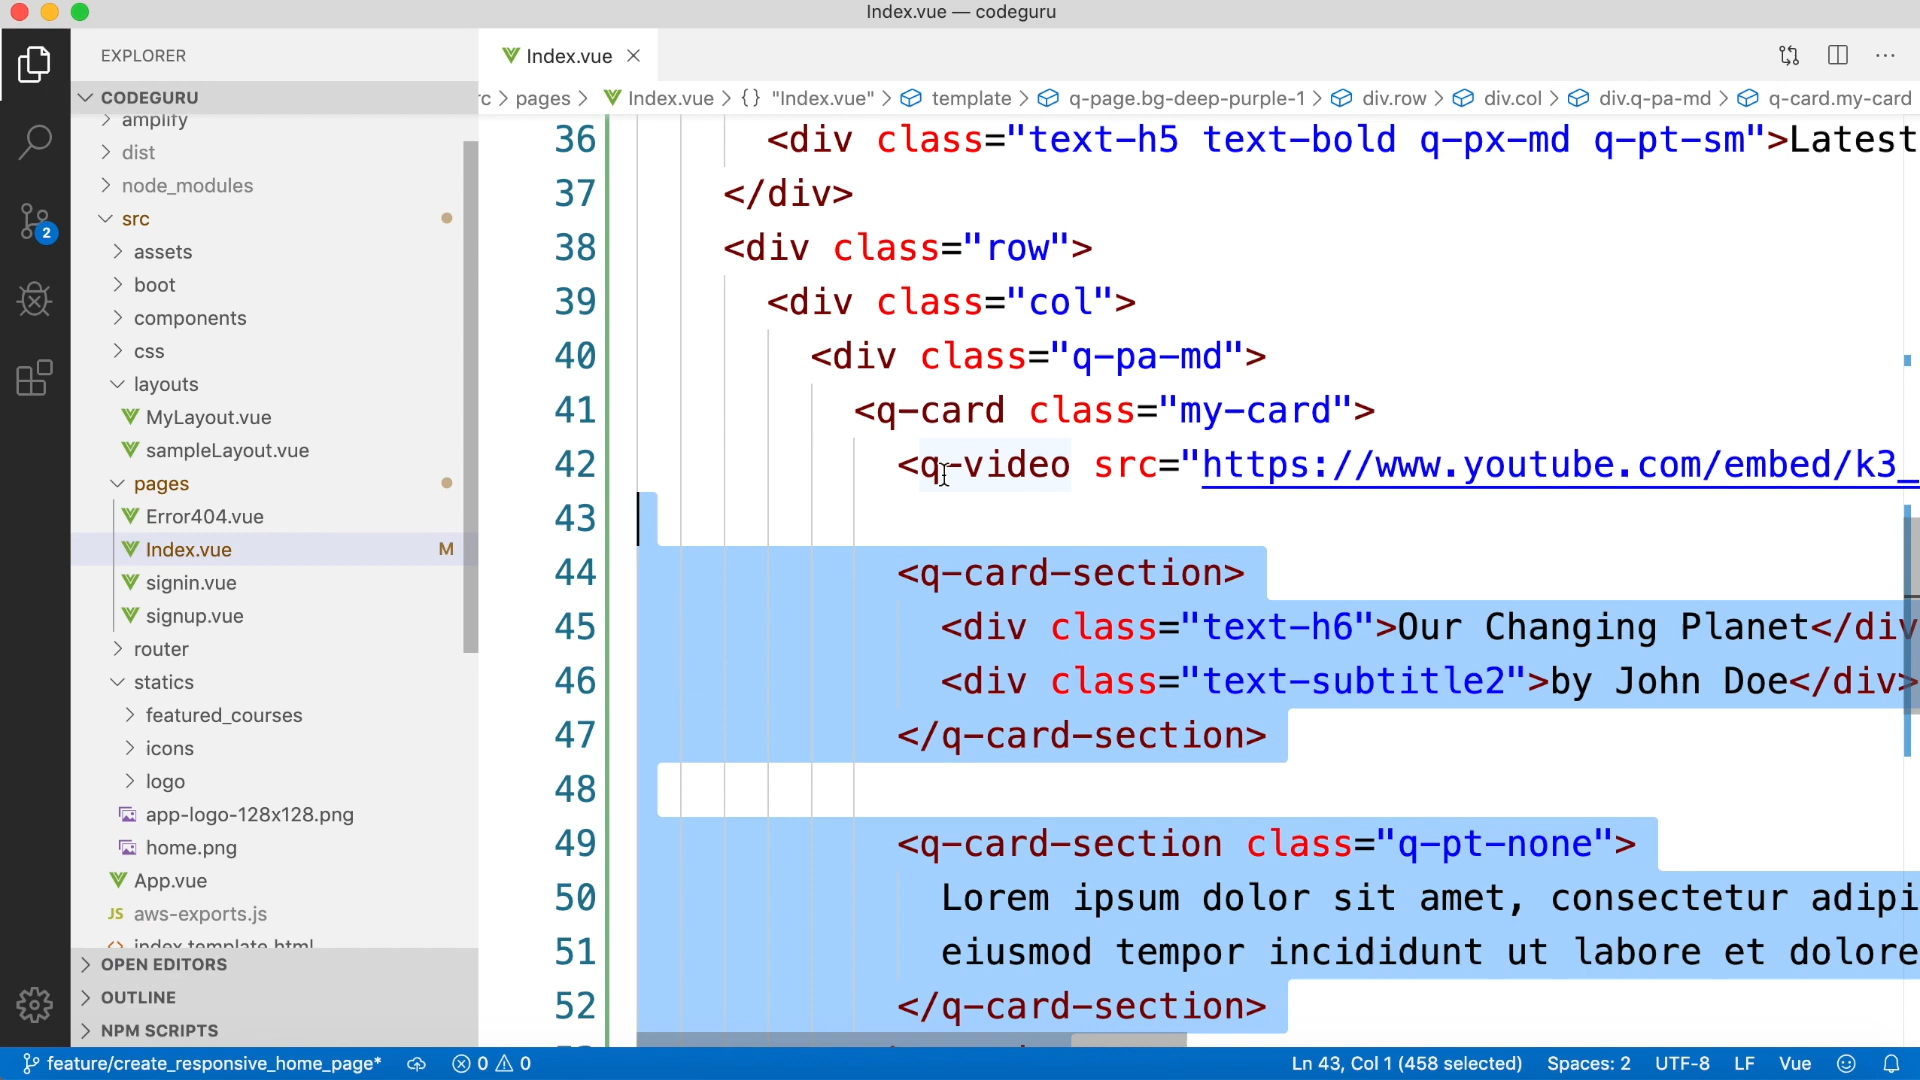 Index.vue — codeguru
EXPLORER
Index.vue
CODEGURU
rc > pages > Index.vue > {} "Index.vue" > template > q-page.bg-deep-purple-1 > div.row > div.col > div.q-pa-md > q-card.my-card
amplify
dist
node_modules
src
assets
boot
components
css
layouts
MyLayout.vue
sampleLayout.vue
pages
Error404.vue
Index.vue M
signin.vue
signup.vue
router
statics
featured_courses
icons
logo
app-logo-128x128.png
home.png
App.vue
JS aws-exports.js
index.template.html
OPEN EDITORS
OUTLINE
NPM SCRIPTS
2
36 <div class="text-h5 text-bold q-px-md q-pt-sm">Latest
37 </div>
38 <div class="row">
39 <div class="col">
40 <div class="q-pa-md">
41 <q-card class="my-card">
42 <q-video src="https://www.youtube.com/embed/k3_
43
44 <q-card-section>
45 <div class="text-h6">Our Changing Planet</div
46 <div class="text-subtitle2">by John Doe</div>
47 </q-card-section>
48
49 <q-card-section class="q-pt-none">
50 Lorem ipsum dolor sit amet, consectetur adipi
51 eiusmod tempor incididunt ut labore et dolore
52 </q-card-section>
feature/create_responsive_home_page* 0 0 Ln 43, Col 1 (458 selected) Spaces: 2 UTF-8 LF Vue